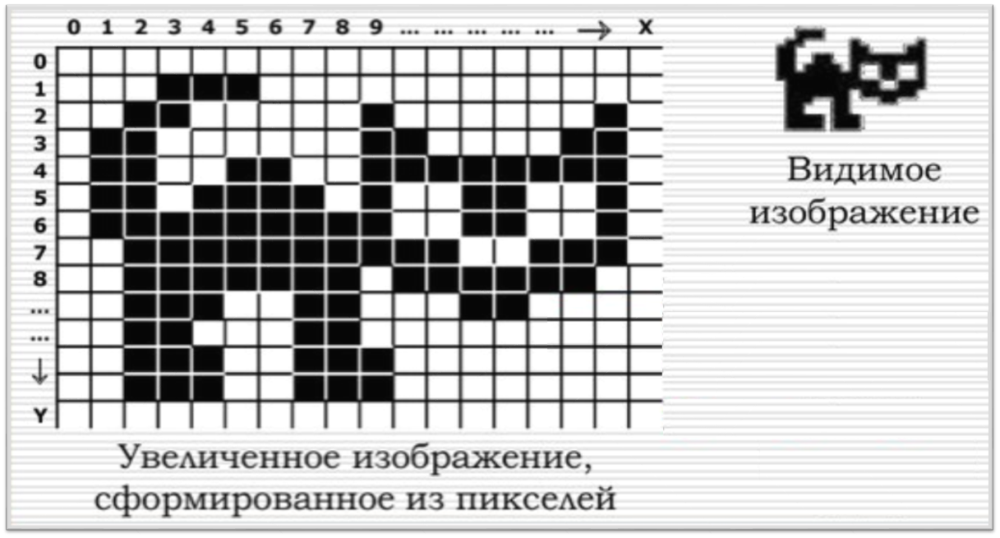 0 1 2 3 4 5 6 7 8 9 ... ... ... ... ... → X
0
1
2
3
4
5
6
7
8
...
...
↓
Y
Видимое
изображение
Увеличенное изображение,
сформированное из пикселей